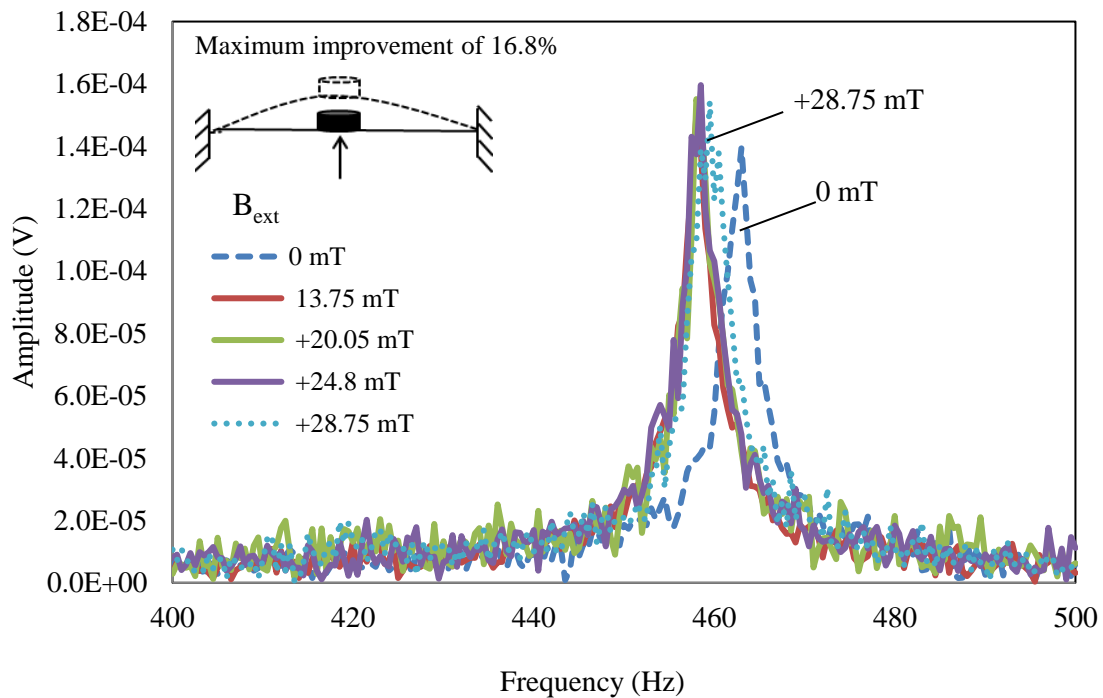 1.8E-04
Maximum improvement of 16.8%
1.6E-04
+28.75 mT
1.4E-04
0 mT
1.2E-04
1.0E-04
8.0E-05
6.0E-05
4.0E-05
2.0E-05
0.0E+00
Amplitude (V)
Bext
0 mT
13.75 mT
+20.05 mT
+24.8 mT
+28.75 mT
400 420 440 460 480 500
Frequency (Hz)